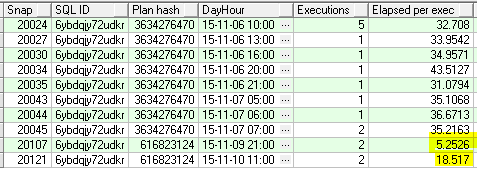 Snap SQL ID Plan hash DayHour Executions Elapsed per exec
20024 6ybdqjy72udkr 3634276470 15-11-06 10:00 ... 5 32.708
20027 6ybdqjy72udkr 3634276470 15-11-06 13:00 ... 1 33.9542
20030 6ybdqjy72udkr 3634276470 15-11-06 16:00 ... 1 34.9571
20034 6ybdqjy72udkr 3634276470 15-11-06 20:00 ... 1 43.5127
20035 6ybdqjy72udkr 3634276470 15-11-06 21:00 ... 1 31.0794
20043 6ybdqjy72udkr 3634276470 15-11-07 05:00 ... 1 35.1068
20044 6ybdqjy72udkr 3634276470 15-11-07 06:00 ... 1 36.6713
20045 6ybdqjy72udkr 3634276470 15-11-07 07:00 ... 2 35.2163
20107 6ybdqjy72udkr 616823124 15-11-09 21:00 ... 2 5.2526
20121 6ybdqjy72udkr 616823124 15-11-10 11:00 ... 2 18.517